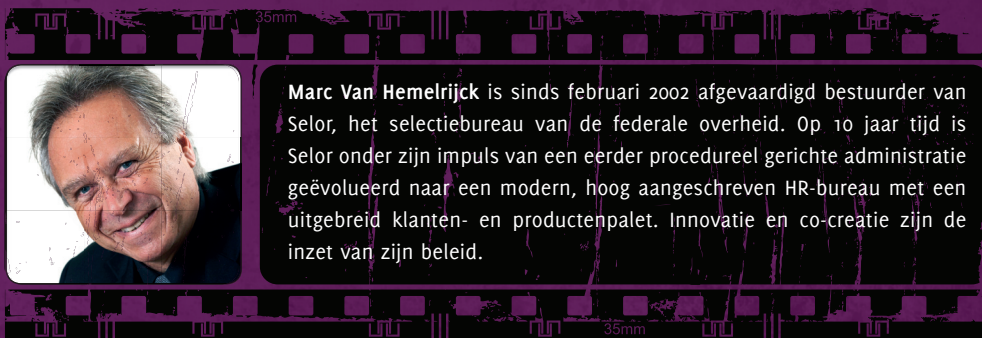 35mm
Marc Van Hemelrijck is sinds februari 2002 afgevaardigd bestuurder van
Selor, het selectiebureau van de federale overheid. Op 10 jaar tijd is
Selor onder zijn impuls van een eerder procedureel gerichte administratie
geëvolueerd naar een modern, hoog aangeschreven HR-bureau met een
uitgebreid klanten- en productenpalet. Innovatie en co-creatie zijn de
inzet van zijn beleid.
35mm